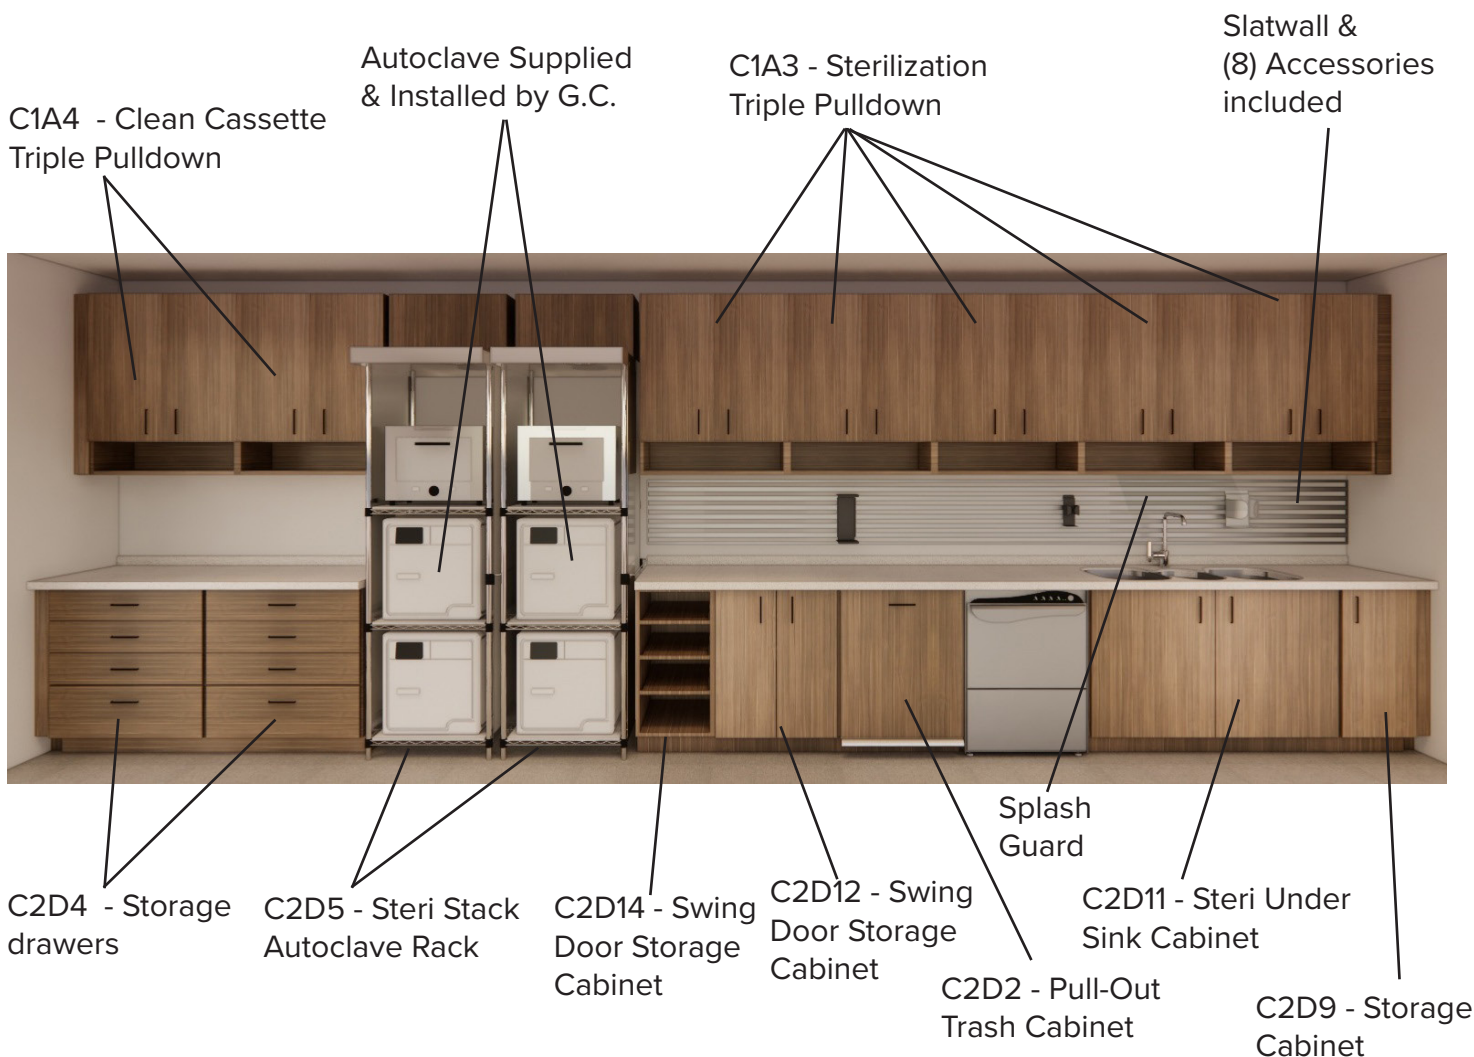 Slatwall &
(8) Accessories
included
Autoclave Supplied
& Installed by G.C.
C1A3 - Sterilization
Triple Pulldown
C1A4 - Clean Cassette
Triple Pulldown
Splash
Guard
C2D4 - Storage
drawers
C2D5 - Steri Stack
Autoclave Rack
C2D14 - Swing
Door Storage
Cabinet
C2D12 - Swing
Door Storage
Cabinet
C2D2 - Pull-Out
Trash Cabinet
C2D11 - Steri Under
Sink Cabinet
C2D9 - Storage
Cabinet